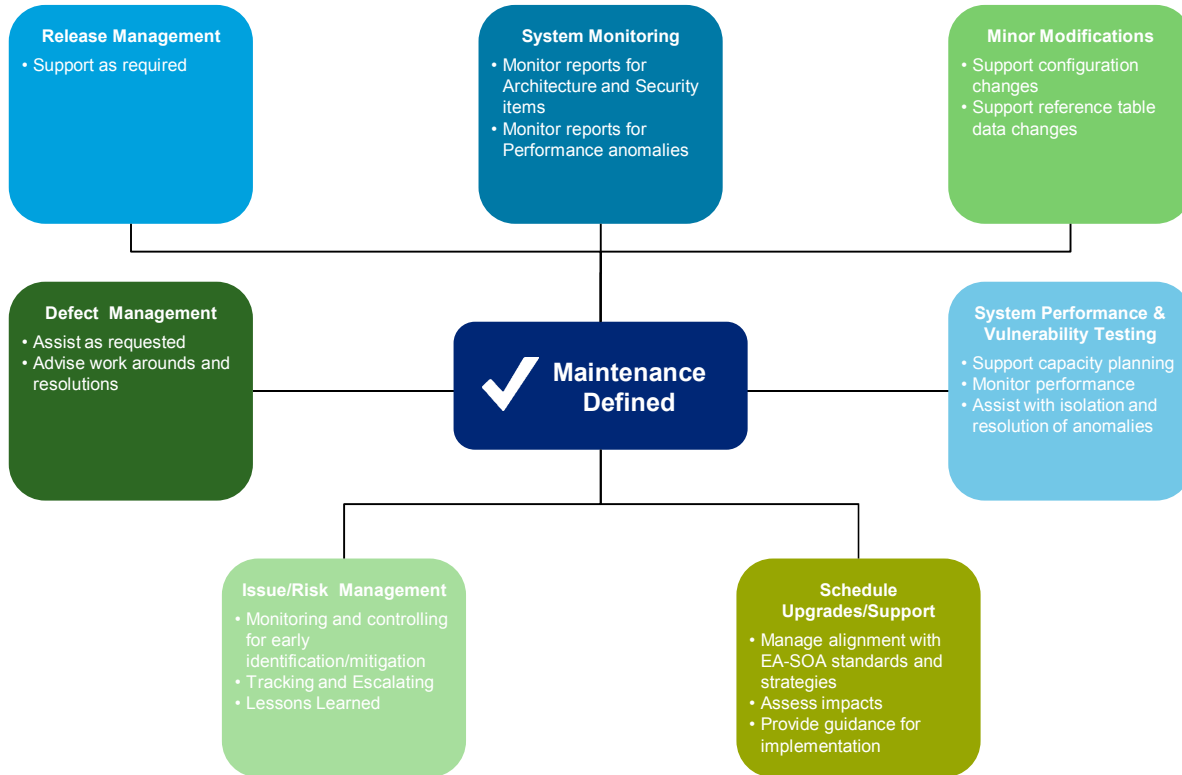 Release Management
• Support as required
System Monitoring
• Monitor reports for
Architecture and Security
items
• Monitor reports for
Performance anomalies
Minor Modifications
• Support configuration
changes
• Support reference table
data changes
Defect Management
• Assist as requested
• Advise work arounds and
resolutions
Maintenance
Defined
System Performance &
Vulnerability Testing
• Support capacity planning
• Monitor performance
• Assist with isolation and
resolution of anomalies
Issue/Risk Management
• Monitoring and controlling
for early
identification/mitigation
• Tracking and Escalating
• Lessons Learned
Schedule
Upgrades/Support
• Manage alignment with
EA-SOA standards and
strategies
• Assess impacts
• Provide guidance for
implementation